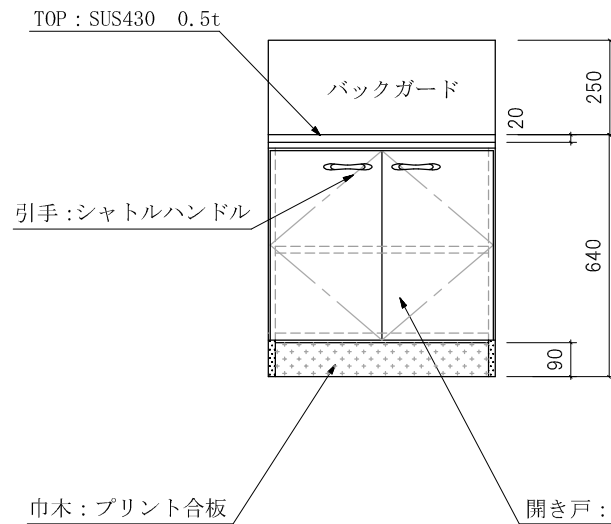 TOP：SUS430　0.5t
バックガード
250
20
引手：シャトルハンドル
640
90
巾木：プリント合板
開き戸：